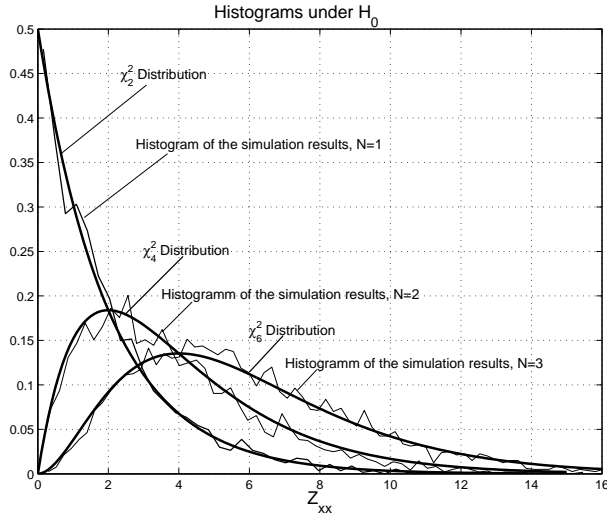 Histograms under H₀
0.5
0.45
0.4
0.35
0.3
0.25
0.2
0.15
0.1
0.05
0
χ₂² Distribution
Histogram of the simulation results, N=1
χ₄² Distribution
Histogramm of the simulation results, N=2
χ₆² Distribution
Histogramm of the simulation results, N=3
0 2 4 6 8 10 12 14 16
Zₓₓ